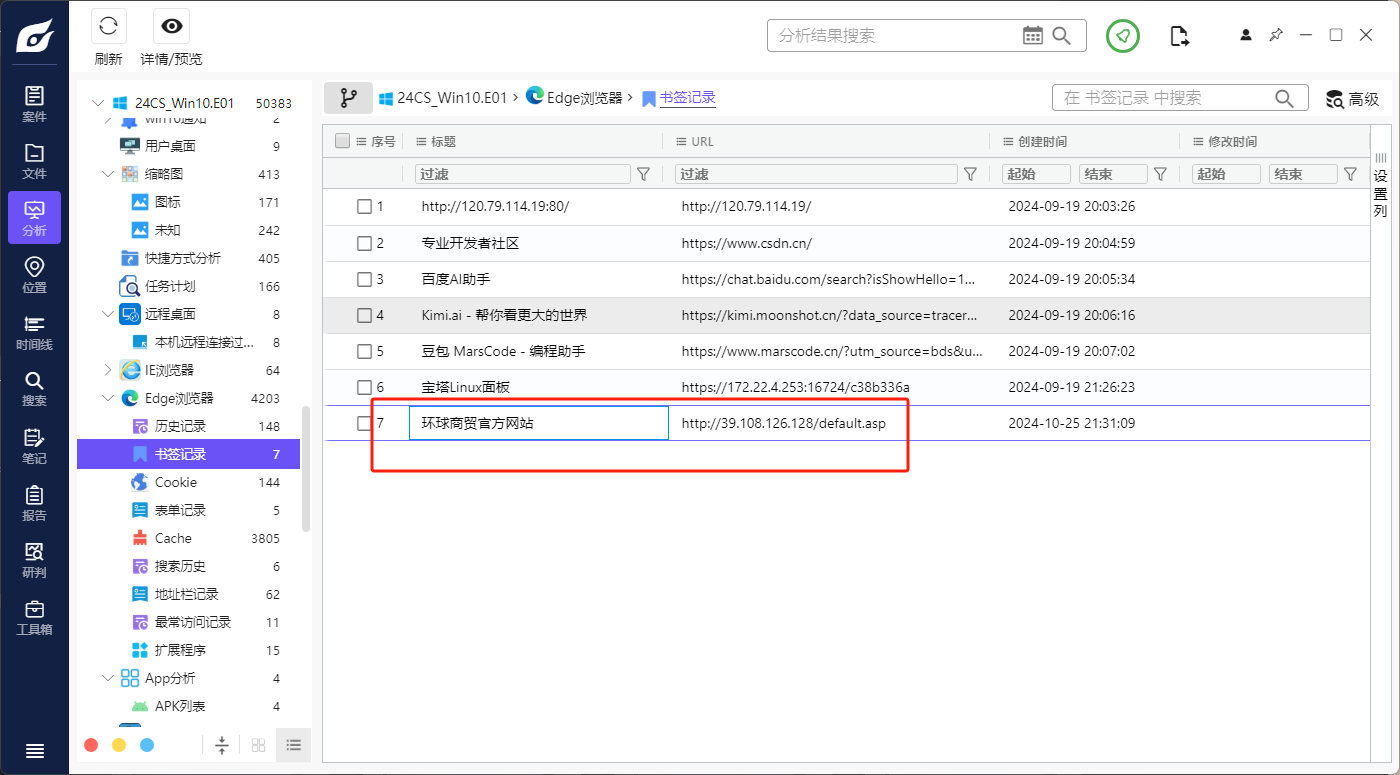 刷新
详情/预览
分析结果搜索
案件
文件
分析
位置
时间线
搜索
笔记
报告
研判
工具箱
24CS_Win10.E01 50383
win10通知 2
用户桌面 9
缩略图 413
图标 171
未知 242
快捷方式分析 405
任务计划 166
远程桌面 8
本机远程连接过... 8
IE浏览器 64
Edge浏览器 4203
历史记录 148
书签记录 7
Cookie 144
表单记录 5
Cache 3805
搜索历史 6
地址栏记录 62
最常访问记录 11
扩展程序 15
App分析 4
APK列表 4
24CS_Win10.E01 › Edge浏览器 › 书签记录
在 书签记录 中搜索
高级
序号 标题 URL 创建时间 修改时间
过滤 过滤 起始 结束 起始 结束
1 http://120.79.114.19:80/ http://120.79.114.19/ 2024-09-19 20:03:26
2 专业开发者社区 https://www.csdn.cn/ 2024-09-19 20:04:59
3 百度AI助手 https://chat.baidu.com/search?isShowHello=1... 2024-09-19 20:05:34
4 Kimi.ai - 帮你看更大的世界 https://kimi.moonshot.cn/?data_source=tracer... 2024-09-19 20:06:16
5 豆包 MarsCode - 编程助手 https://www.marscode.cn/?utm_source=bds&u... 2024-09-19 20:07:02
6 宝塔Linux面板 https://172.22.4.253:16724/c38b336a 2024-09-19 21:26:23
7 环球商贸官方网站 http://39.108.126.128/default.asp 2024-10-25 21:31:09
设置列